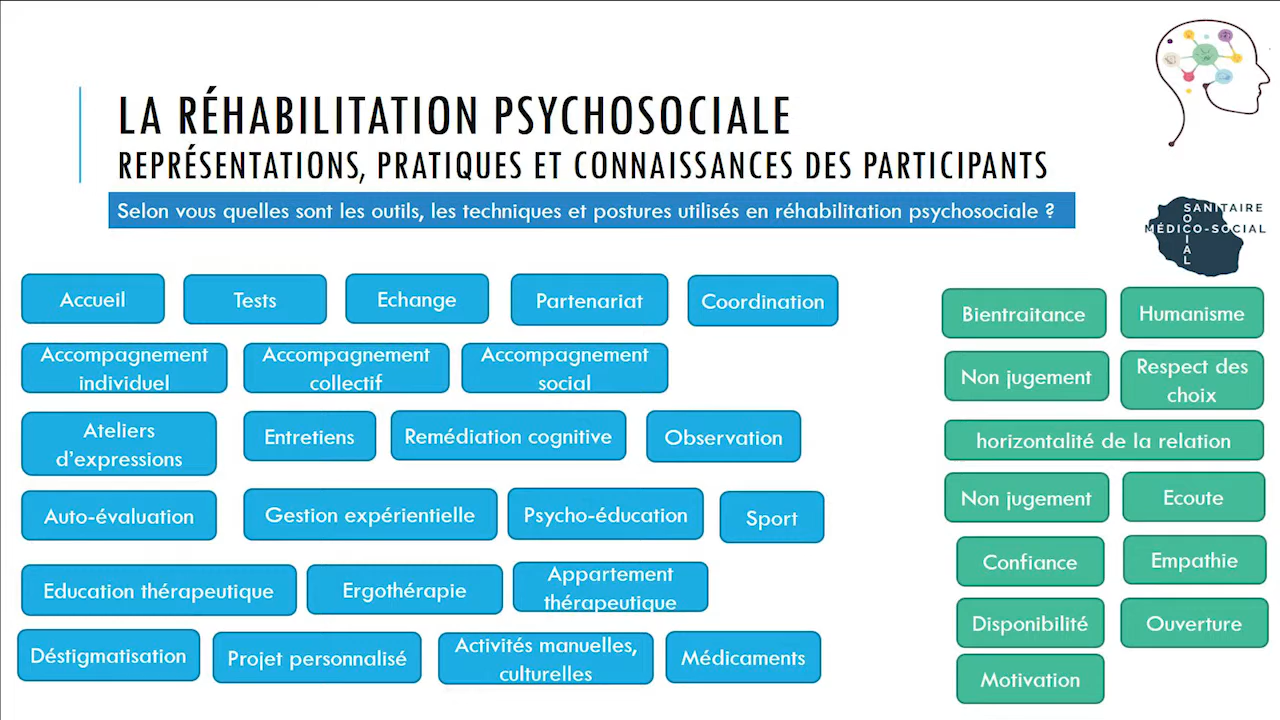 LA RÉHABILITATION PSYCHOSOCIALE
REPRÉSENTATIONS, PRATIQUES ET CONNAISSANCES DES PARTICIPANTS
Selon vous quelles sont les outils, les techniques et postures utilisés en réhabilitation psychosociale ?
SANITAIRE
SOCIAL
MÉDICO-SOCIAL
Accueil
Tests
Echange
Partenariat
Coordination
Accompagnement
individuel
Accompagnement
collectif
Accompagnement
social
Ateliers
d'expressions
Entretiens
Remédiation cognitive
Observation
Auto-évaluation
Gestion expérientielle
Psycho-éducation
Sport
Education thérapeutique
Ergothérapie
Appartement
thérapeutique
Déstigmatisation
Projet personnalisé
Activités manuelles,
culturelles
Médicaments
Bientraitance
Humanisme
Non jugement
Respect des
choix
horizontalité de la relation
Non jugement
Ecoute
Confiance
Empathie
Disponibilité
Ouverture
Motivation